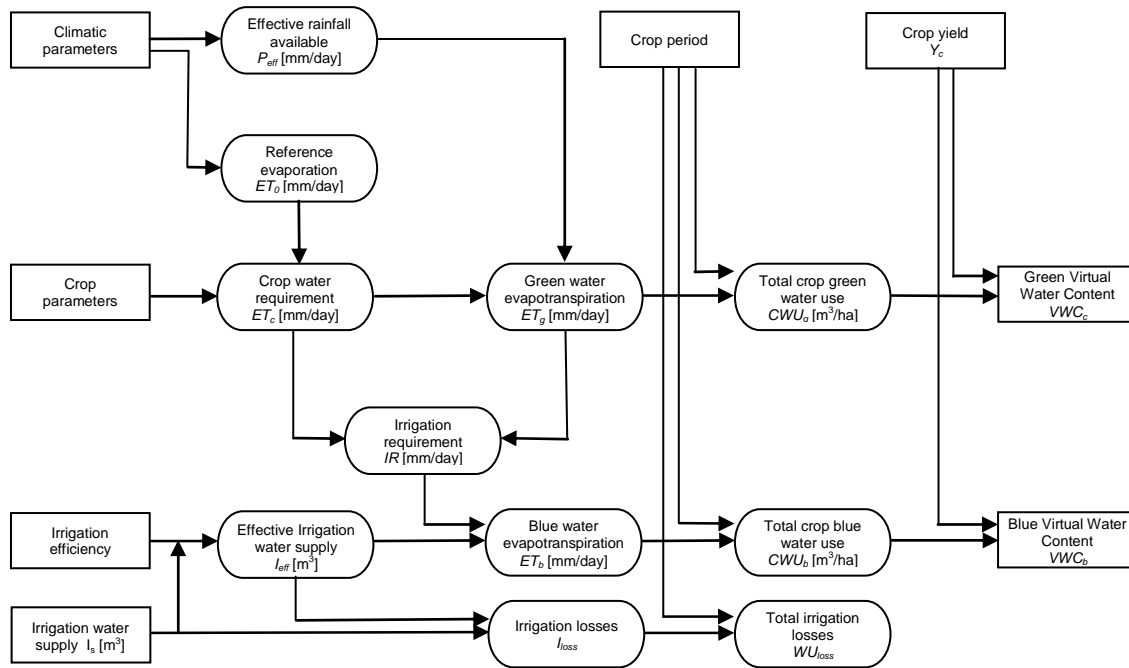 Climatic
parameters
Effective rainfall
available
P_eff [mm/day]
Crop period
Crop yield
Y_c
Reference
evaporation
ET_0 [mm/day]
Crop
parameters
Crop water
requirement
ET_c [mm/day]
Green water
evapotranspiration
ET_g [mm/day]
Total crop green
water use
CWU_g [m³/ha]
Green Virtual
Water Content
VWC_c
Irrigation
requirement
IR [mm/day]
Irrigation
efficiency
Effective Irrigation
water supply
I_eff [m³]
Blue water
evapotranspiration
ET_b [mm/day]
Total crop blue
water use
CWU_b [m³/ha]
Blue Virtual Water
Content
VWC_b
Irrigation water
supply I_s [m³]
Irrigation losses
I_loss
Total irrigation
losses
WU_loss